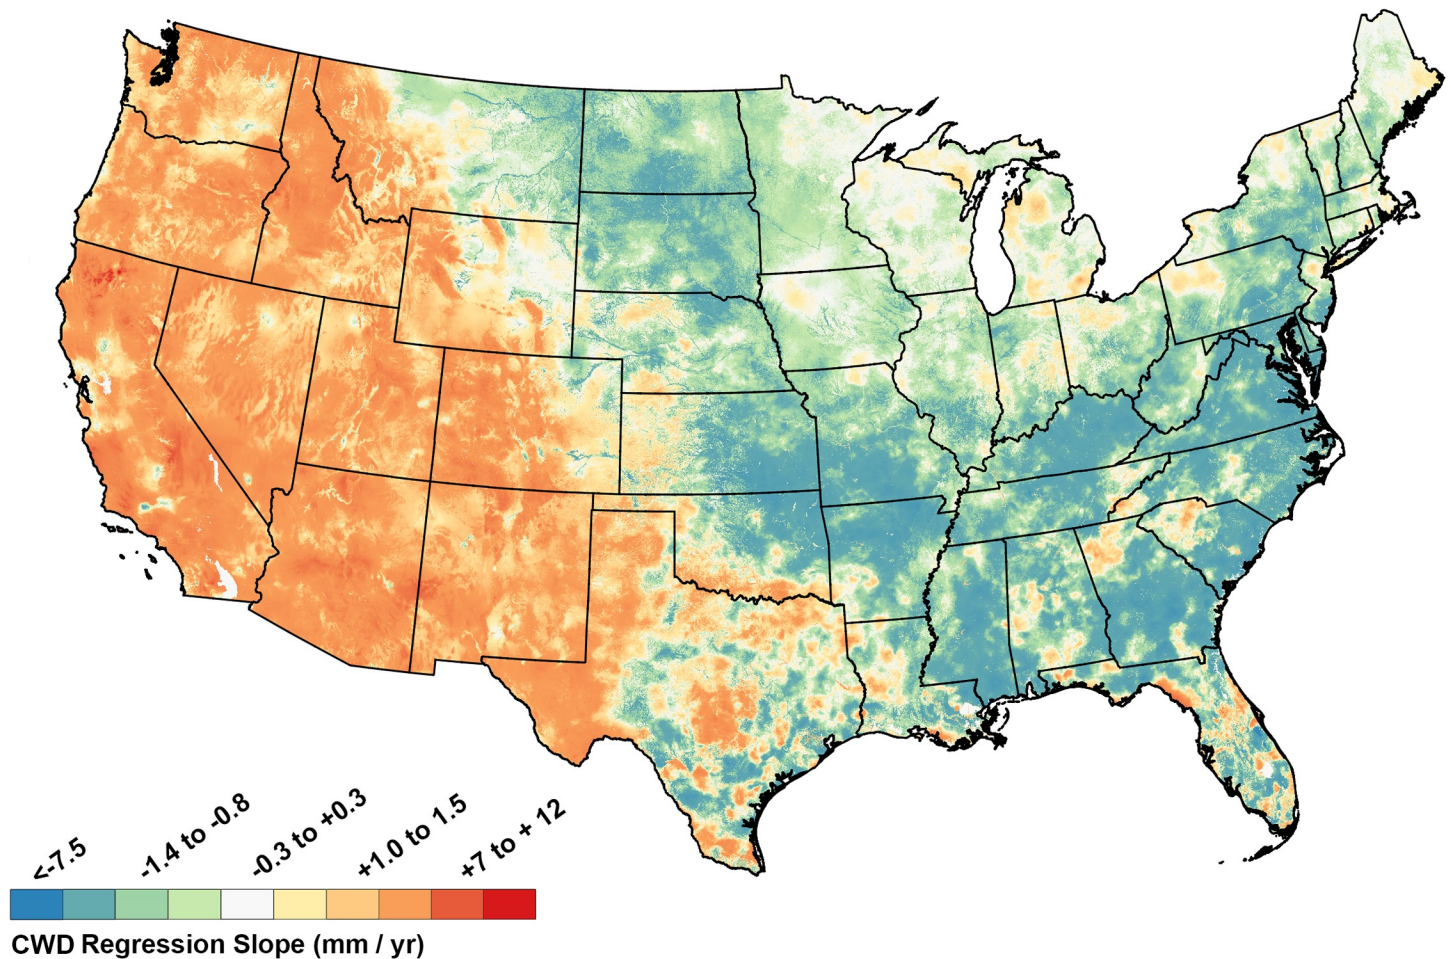 <-7.5
-1.4 to -0.8
-0.3 to +0.3
+1.0 to 1.5
+7 to + 12
CWD Regression Slope (mm / yr)